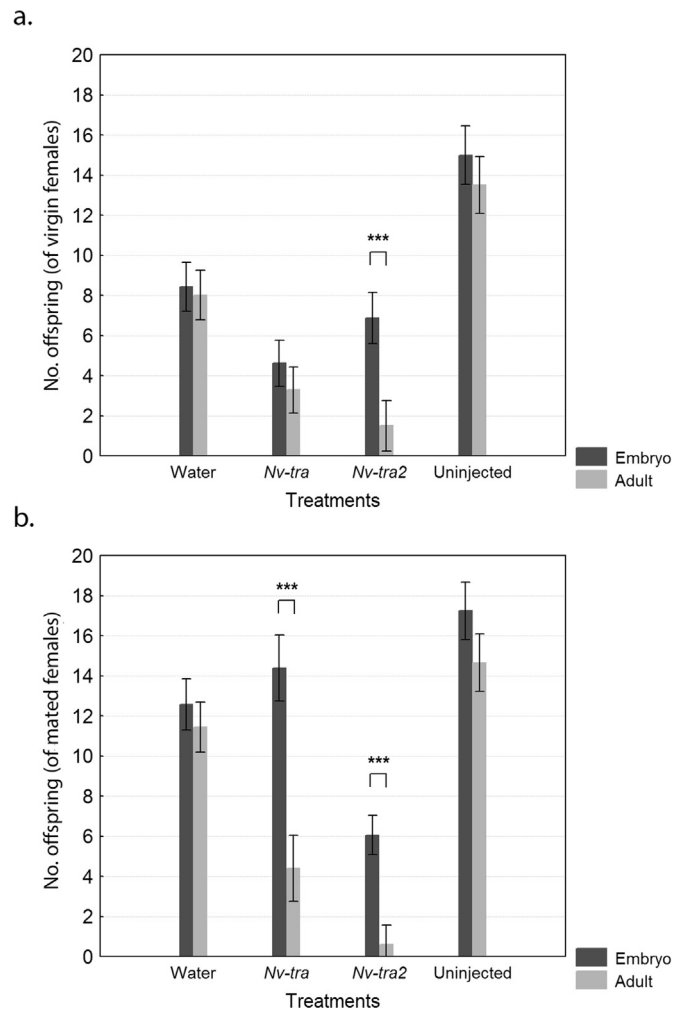 a.
No. offspring (of virgin females)
20
18
16
14
12
10
8
6
4
2
0
***
Water Nv-tra Nv-tra2 Uninjected
Treatments
Embryo
Adult
b.
No. offspring (of mated females)
20
18
16
14
12
10
8
6
4
2
0
***
***
Water Nv-tra Nv-tra2 Uninjected
Treatments
Embryo
Adult